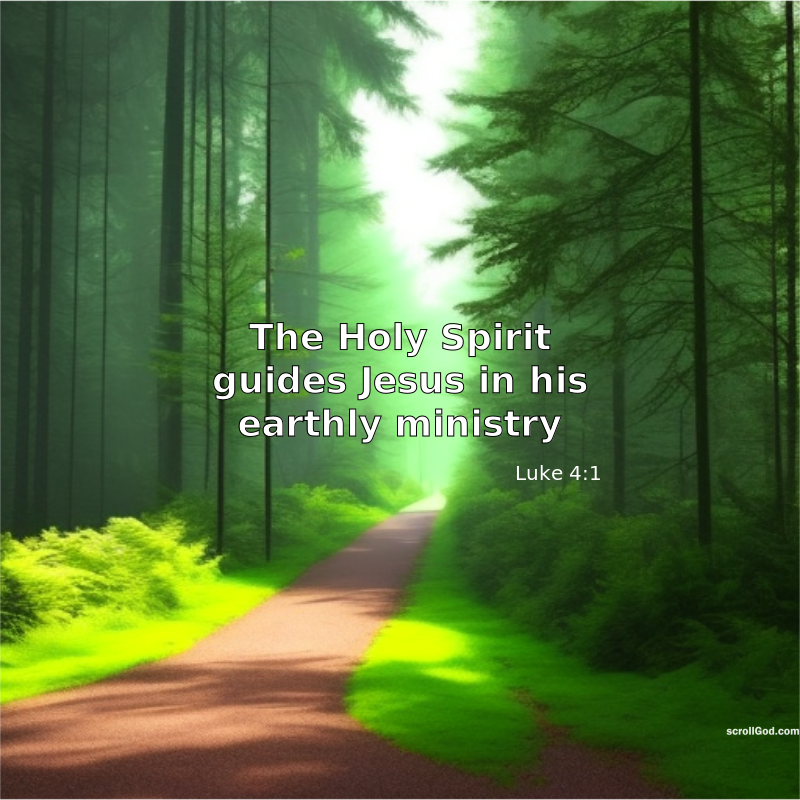 The Holy Spirit
guides Jesus in his
earthly ministry
Luke 4:1
scrollGod.com